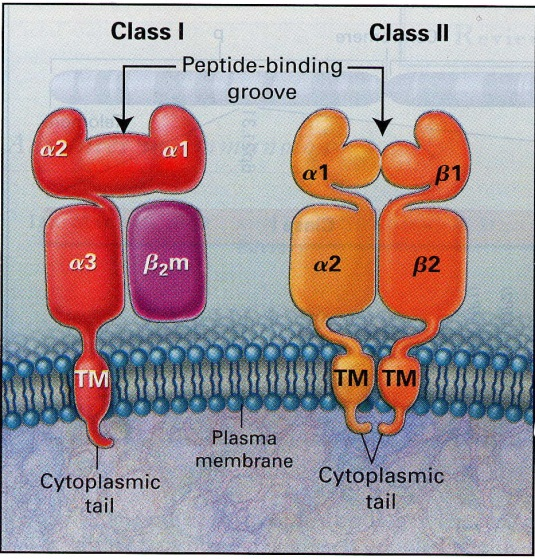 Class I
Class II
Peptide-binding
groove
α2
α1
α1
β1
α3
β₂m
α2
β2
TM
TM
TM
Plasma
membrane
Cytoplasmic
tail
Cytoplasmic
tail